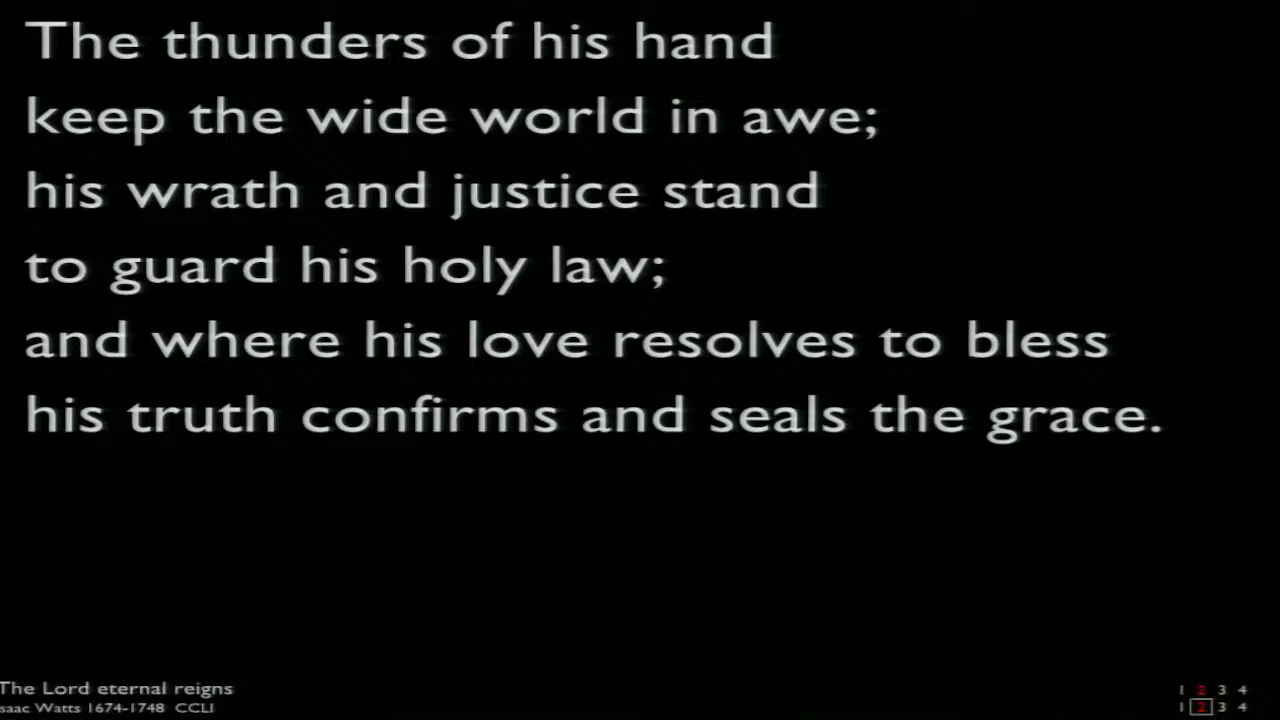 The thunders of his hand
keep the wide world in awe;
his wrath and justice stand
to guard his holy law;
and where his love resolves to bless
his truth confirms and seals the grace.
The Lord eternal reigns
saac Watts 1674-1748 CCLI
1 2 3 4
1 2 3 4